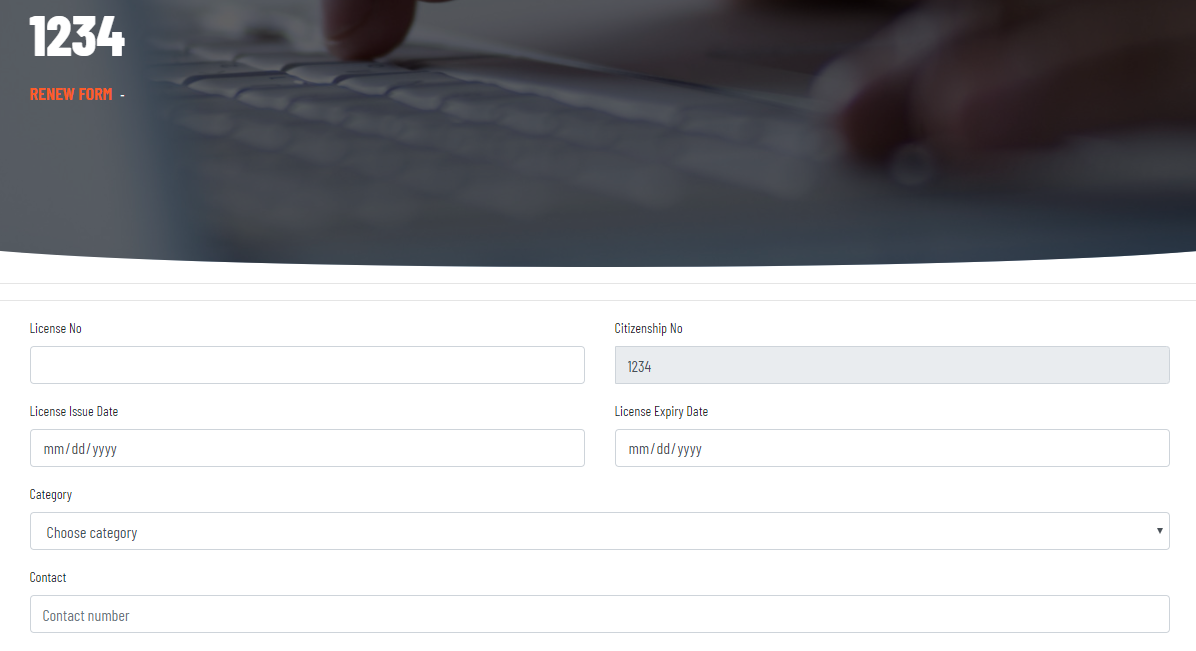 1234
RENEW FORM -
License No
Citizenship No
1234
License Issue Date
License Expiry Date
mm/dd/yyyy
mm/dd/yyyy
Category
Choose category
Contact
Contact number